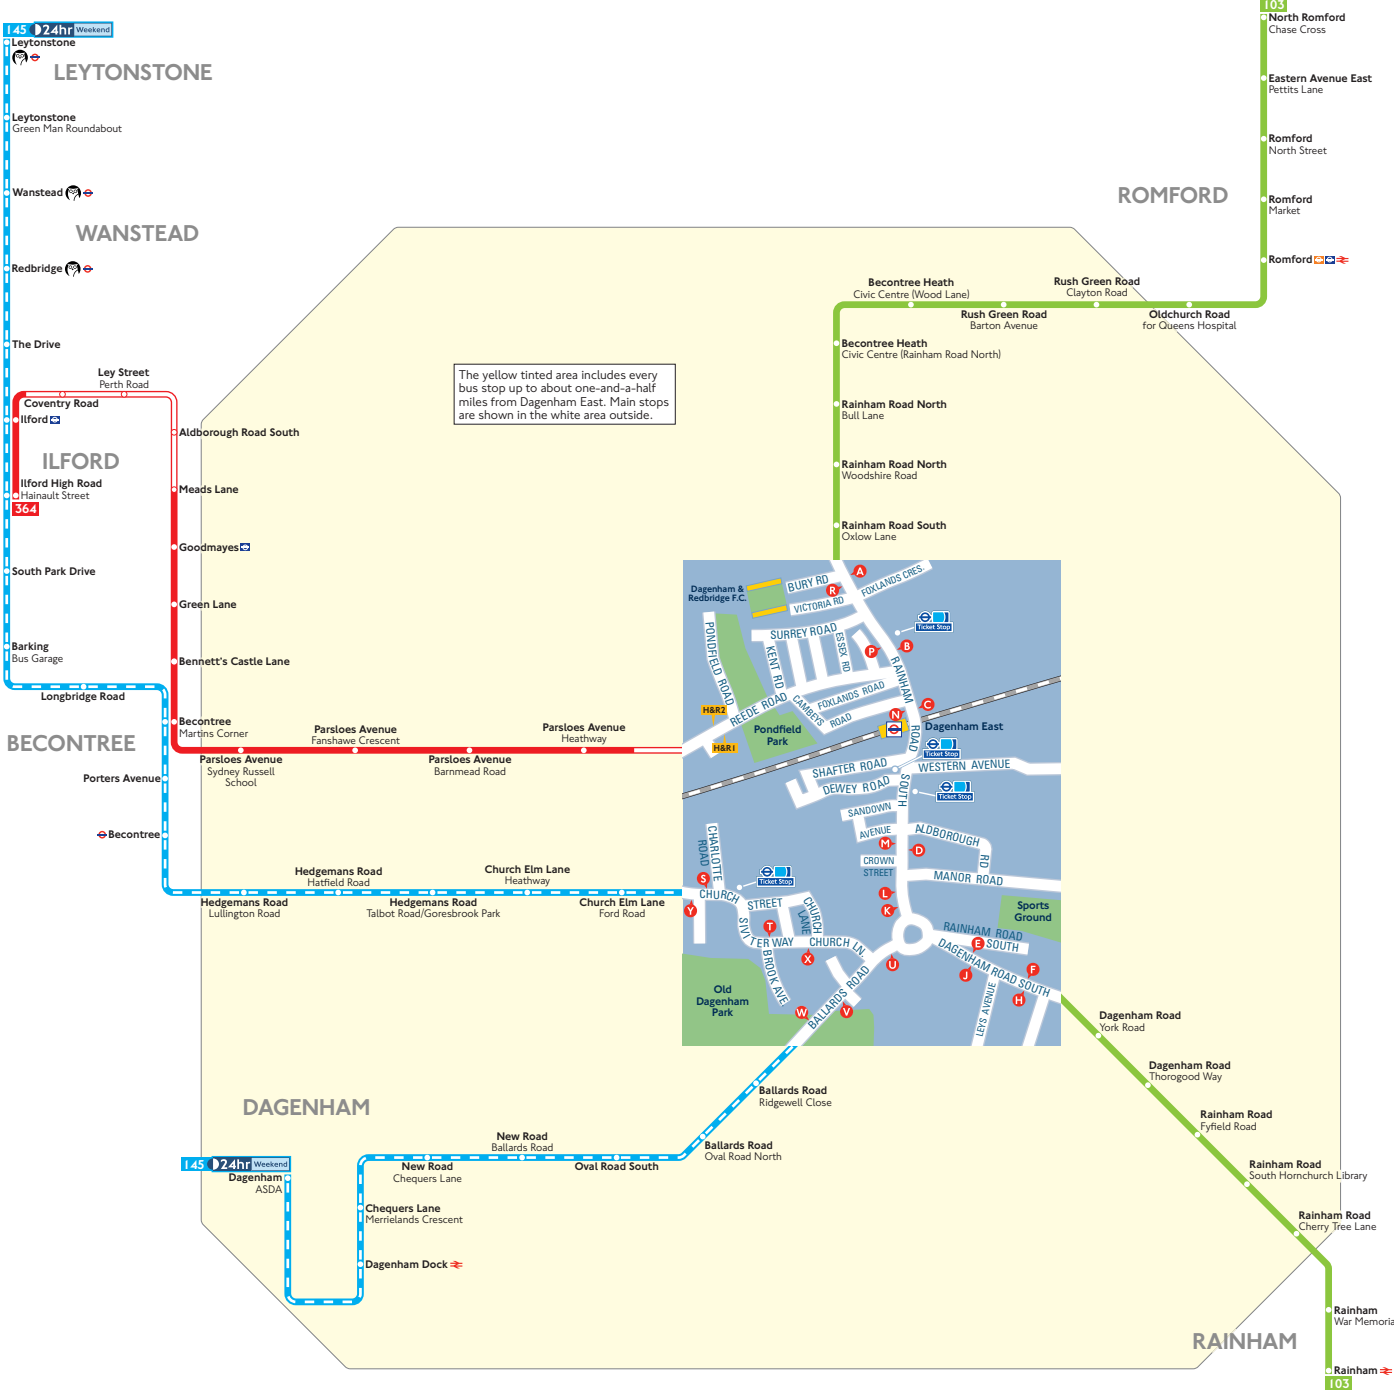 145 24hr Weekend
Leytonstone
LEYTONSTONE
Leytonstone
Green Man Roundabout
Wanstead
WANSTEAD
Redbridge
The Drive
Ley Street
Perth Road
Coventry Road
Ilford
Aldborough Road South
ILFORD
Ilford High Road
Hainault Street
364
Meads Lane
Goodmayes
South Park Drive
Green Lane
Barking
Bus Garage
Bennett's Castle Lane
Longbridge Road
Becontree
Martins Corner
BECONTREE
Porters Avenue
Becontree
Parsloes Avenue
Sydney Russell
School
Parsloes Avenue
Fanshawe Crescent
Parsloes Avenue
Barnmead Road
Parsloes Avenue
Heathway
Hedgemans Road
Lullington Road
Hedgemans Road
Hatfield Road
Hedgemans Road
Talbot Road/Goresbrook Park
Church Elm Lane
Heathway
Church Elm Lane
Ford Road
The yellow tinted area includes every
bus stop up to about one-and-a-half
miles from Dagenham East. Main stops
are shown in the white area outside.
103
North Romford
Chase Cross
Eastern Avenue East
Pettits Lane
Romford
North Street
ROMFORD
Romford
Market
Romford
Oldchurch Road
for Queens Hospital
Rush Green Road
Clayton Road
Rush Green Road
Barton Avenue
Becontree Heath
Civic Centre (Wood Lane)
Becontree Heath
Civic Centre (Rainham Road North)
Rainham Road North
Bull Lane
Rainham Road North
Woodshire Road
Rainham Road South
Oxlow Lane
Dagenham &
Redbridge F.C.
BURY RD
VICTORIA RD
FOXLANDS CRES.
A
R
Ticket Stop
PONDFIELD ROAD
SURREY ROAD
KENT RD
ESSEX RD
P
B
RAINHAM
ROAD
SOUTH
H&R2
REEDE ROAD
FOXLANDS ROAD
CAMBEYS
ROAD
H&R1
Pondfield
Park
N
C
Dagenham East
Ticket Stop
SHAFTER ROAD
WESTERN AVENUE
DEWEY ROAD
Ticket Stop
SANDOWN
AVENUE
ALDBOROUGH
RD
M
D
CROWN
STREET
MANOR ROAD
CHARLOTTE
ROAD
S
Ticket Stop
CHURCH
STREET
L
K
Y
CHURCH
LANE
SIVITER WAY
T
CHURCH LN.
X
BROOK AVE
Sports
Ground
RAINHAM ROAD
SOUTH
E
DAGENHAM ROAD SOUTH
J
F
H
U
LEYS AVENUE
Old
Dagenham
Park
W
V
BALLARDS ROAD
Dagenham Road
York Road
Dagenham Road
Thorogood Way
Rainham Road
Fyfield Road
Rainham Road
South Hornchurch Library
Rainham Road
Cherry Tree Lane
Rainham
War Memoria
RAINHAM
Rainham
103
Ballards Road
Ridgewell Close
Ballards Road
Oval Road North
Oval Road South
New Road
Ballards Road
New Road
Chequers Lane
DAGENHAM
145 24hr Weekend
Dagenham
ASDA
Chequers Lane
Merrielands Crescent
Dagenham Dock